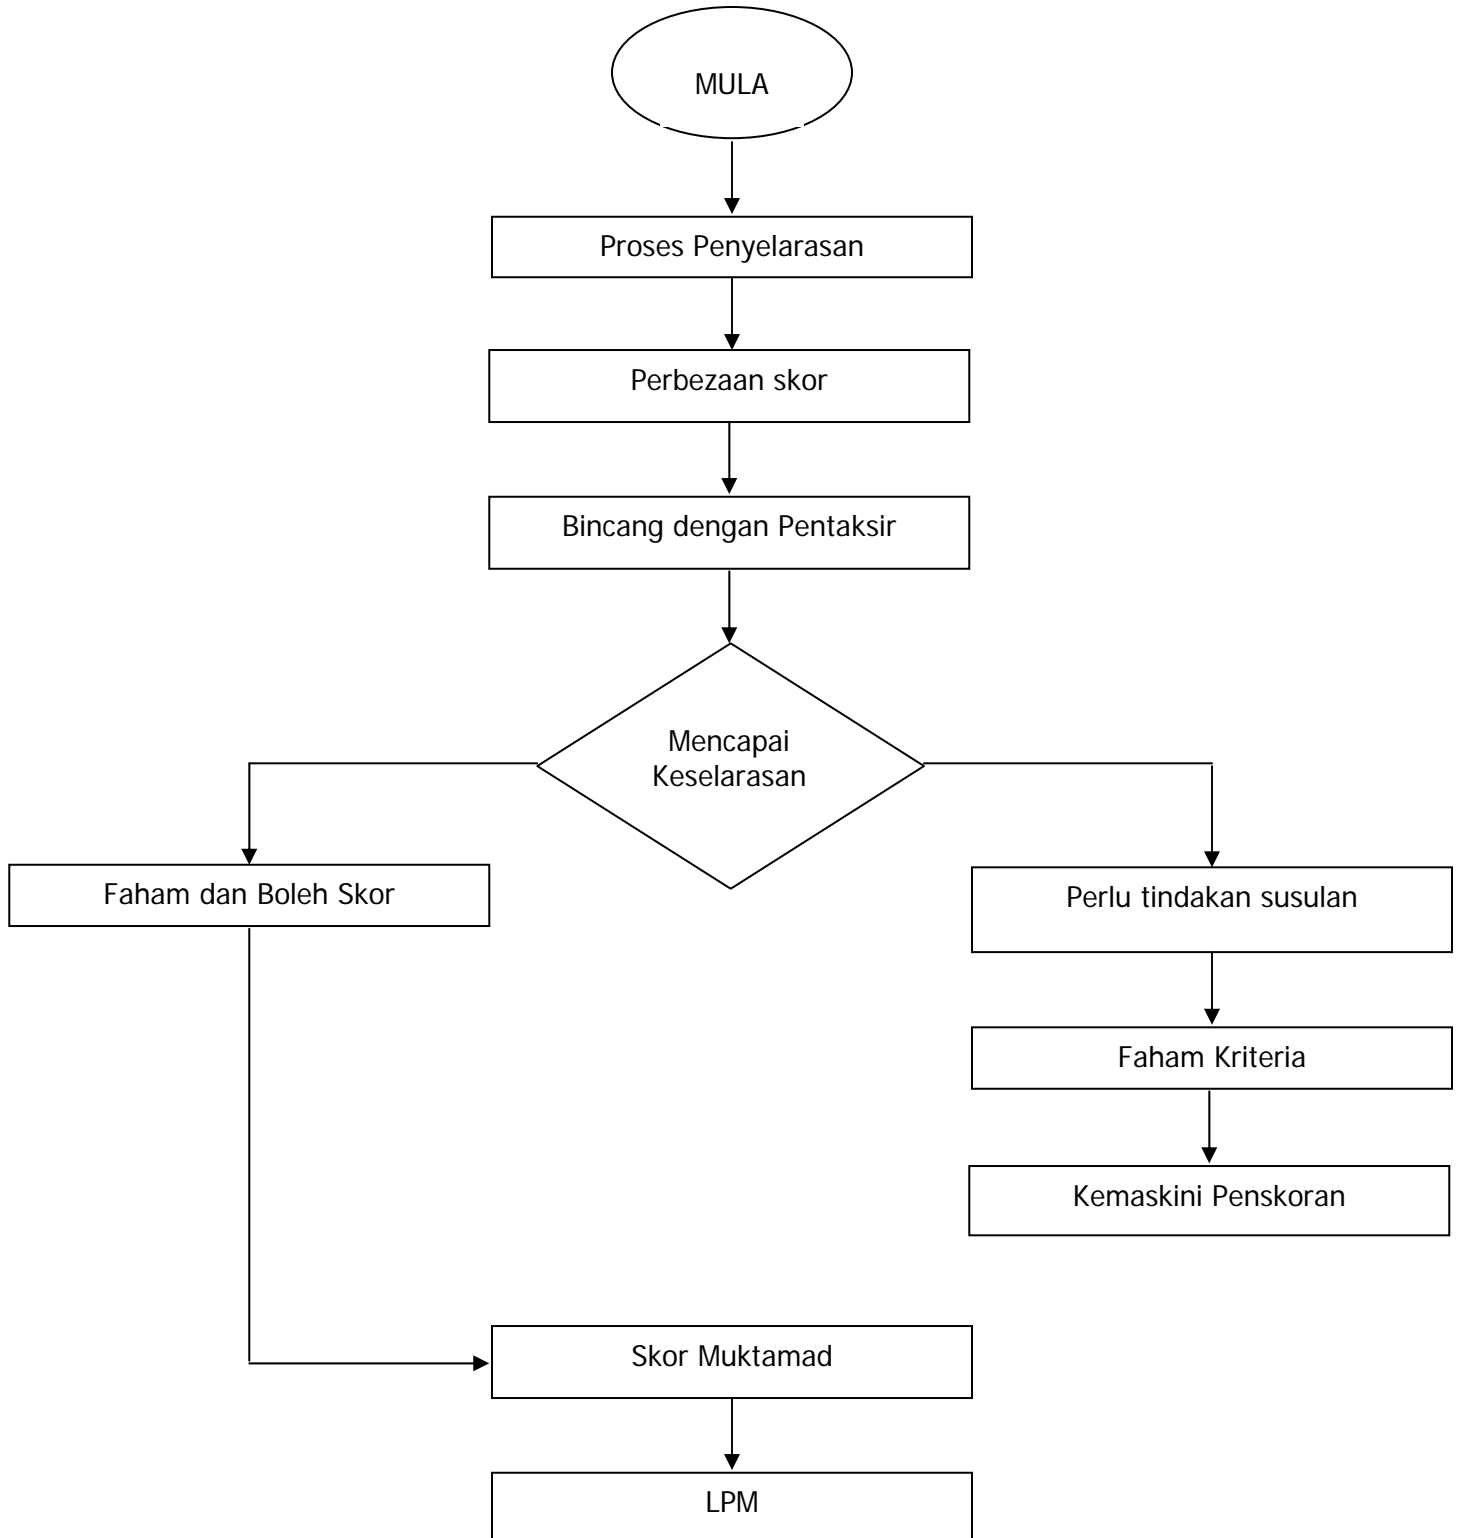 MULA
Proses Penyelarasan
Perbezaan skor
Bincang dengan Pentaksir
Mencapai
Keselarasan
Faham dan Boleh Skor
Perlu tindakan susulan
Faham Kriteria
Kemaskini Penskoran
Skor Muktamad
LPM